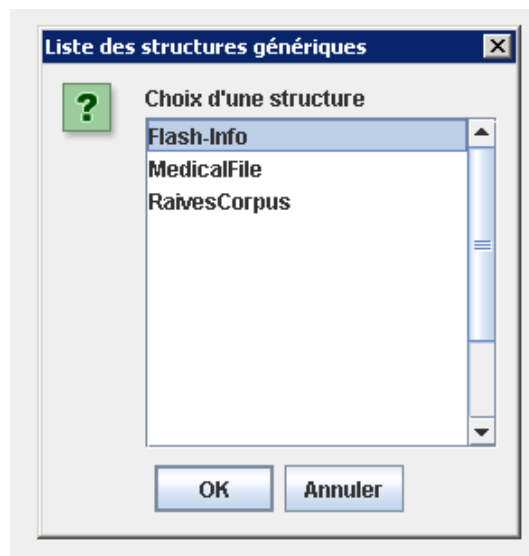 Liste des structures génériques
?
Choix d'une structure
Flash-Info
MedicalFile
RaivesCorpus
OK Annuler